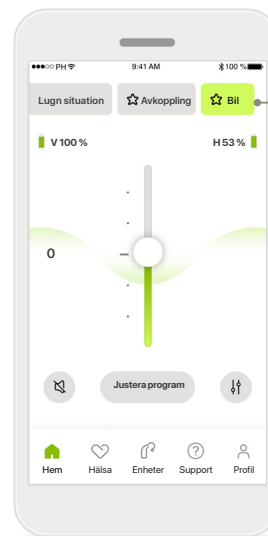 PH 9:41 AM 100 %
Lugn situation Avkoppling Bil
V 100 % H 53 %
0
Justera program
Hem Hälsa Enheter Support Profil